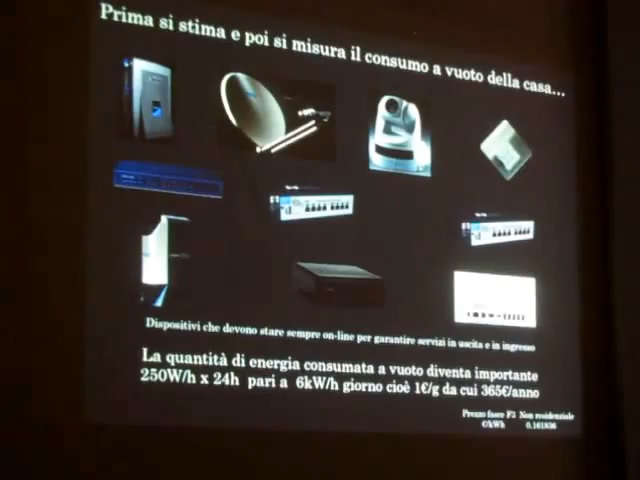 Prima si stima e poi si misura il consumo a vuoto della casa...
Dispositivi che devono stare sempre on-line per garantire servizi in uscita e in ingresso
La quantità di energia consumata a vuoto diventa importante
250W/h x 24h pari a 6kW/h giorno cioè 1€/g da cui 365€/anno
Prezzo fasce F3 Non residenziale
€/kWh 0.161836